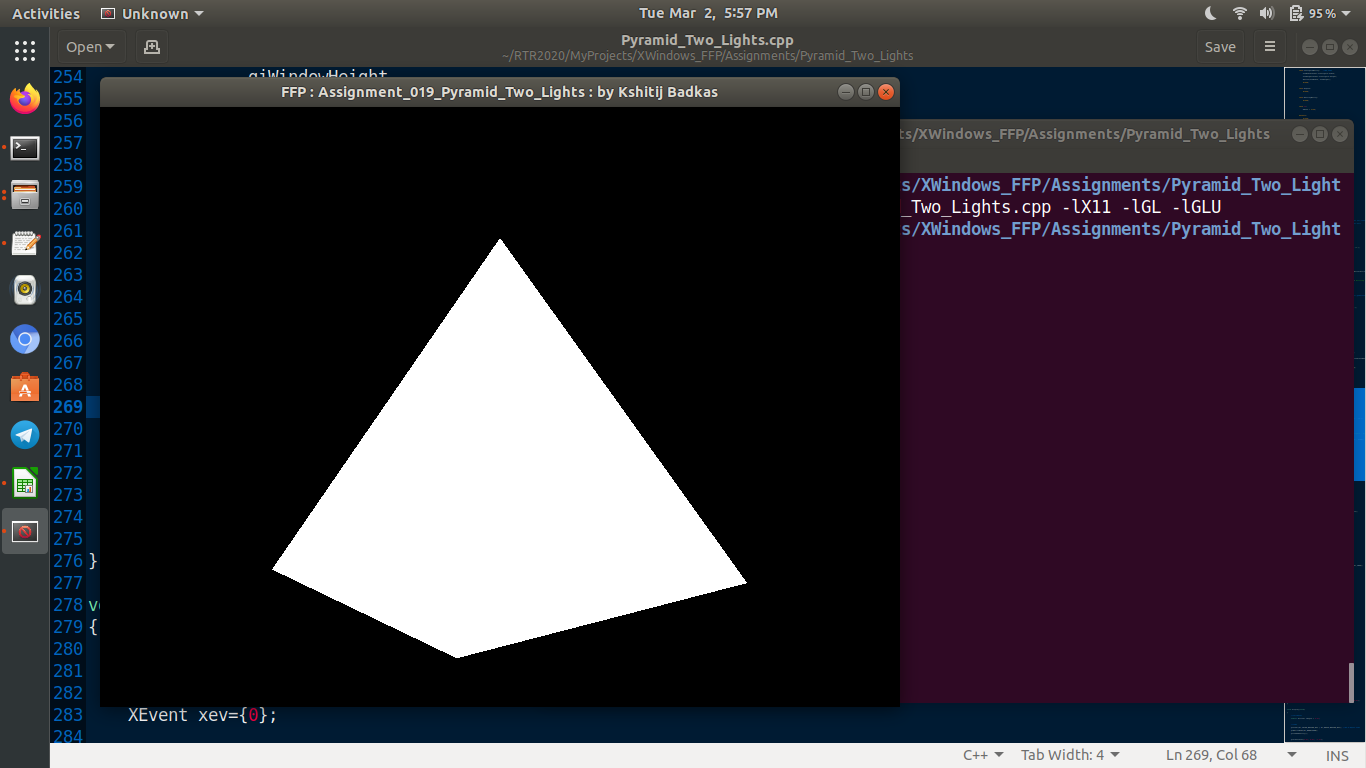 Activities
Unknown
Tue Mar 2, 5:57 PM
95%
Open
Pyramid_Two_Lights.cpp
~/RTR2020/MyProjects/XWindows_FFP/Assignments/Pyramid_Two_Lights
Save
254 giWindowHeight
FFP : Assignment_019_Pyramid_Two_Lights : by Kshitij Badkas
255
256
ts/XWindows_FFP/Assignments/Pyramid_Two_Lights
257
258
259
s/XWindows_FFP/Assignments/Pyramid_Two_Light
260
_Two_Lights.cpp -lX11 -lGL -lGLU
261
s/XWindows_FFP/Assignments/Pyramid_Two_Light
262
263
264
265
266
267
268
269
270
271
272
273
274
275
276 }
277
278 v
279 {
280
281
282
283 XEvent xev={0};
284
C++
Tab Width: 4
Ln 269, Col 68
INS